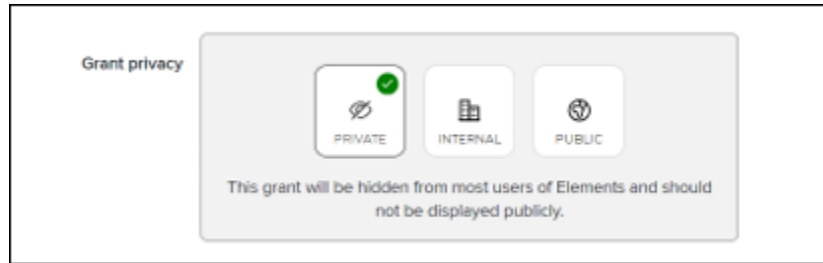 Grant privacy
PRIVATE
INTERNAL
PUBLIC
This grant will be hidden from most users of Elements and should
not be displayed publicly.